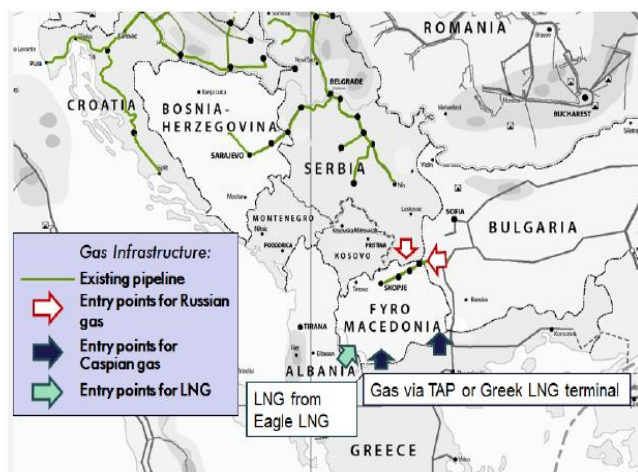 ROMANIA
BELGRADE
BUCHAREST
CROATIA
BOSNIA-
HERZEGOVINA
SARAJEVO
Split
SERBIA
MONTENEGRO
PODGORICA
PRISTINA
KOSOVO
SOFIA
BULGARIA
SKOPJE
FYRO
MACEDONIA
TIRANA
ALBANIA
GREECE
Gas Infrastructure:
Existing pipeline
Entry points for Russian
gas
Entry points for
Caspian gas
Entry points for LNG
LNG from
Eagle LNG
Gas via TAP or Greek LNG terminal